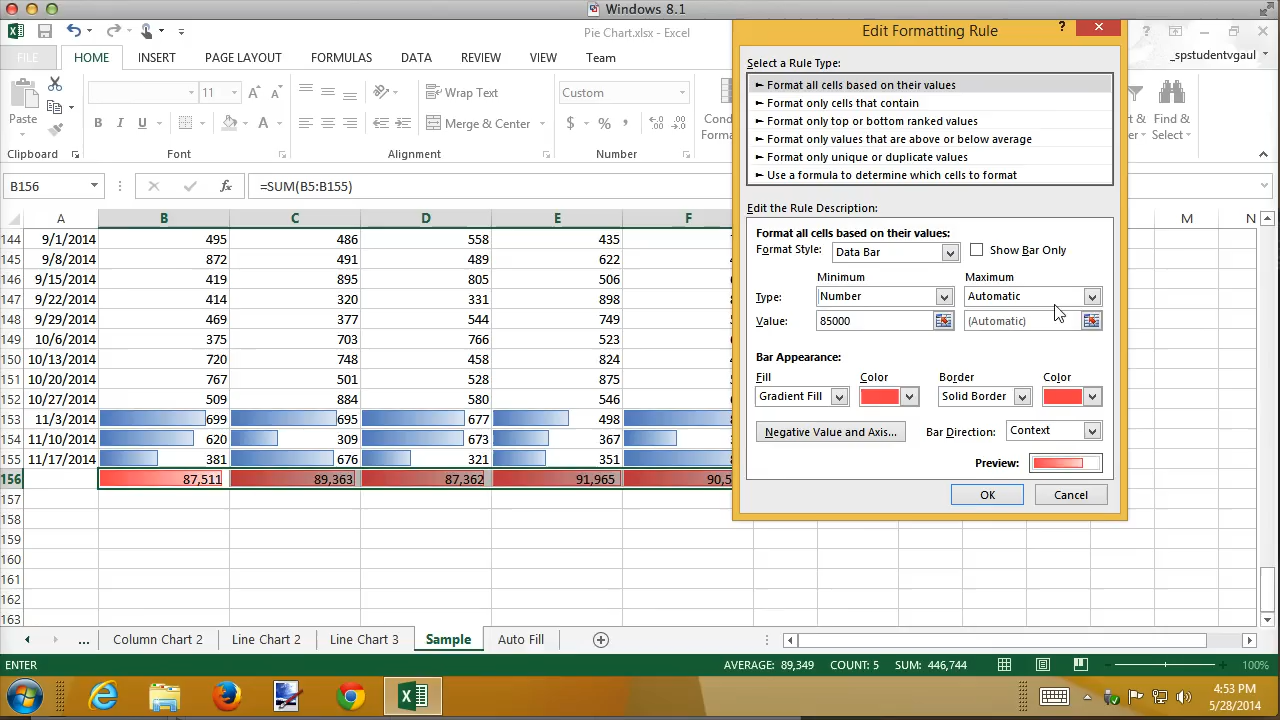 Windows 8.1
Pie Chart.xlsx - Excel
FILE HOME INSERT PAGE LAYOUT FORMULAS DATA REVIEW VIEW Team
_spstudentvgaul
Paste
11
A A
Wrap Text
Custom
B I U
A
Merge & Center
$ %
Cond
Form
Find &
Select
Clipboard Font Alignment Number
B156
fx
=SUM(B5:B155)
A B C D E F M N
144 9/1/2014 495 486 558 435
145 9/8/2014 872 491 489 622
146 9/15/2014 419 895 805 506
147 9/22/2014 414 320 331 898
148 9/29/2014 469 377 544 749
149 10/6/2014 375 703 766 523
150 10/13/2014 720 748 458 824
151 10/20/2014 767 501 528 875
152 10/27/2014 509 884 580 546
153 11/3/2014 699 695 677 498
154 11/10/2014 620 309 673 367
155 11/17/2014 381 676 321 351
156 87,511 89,363 87,362 91,965 90,5
157
158
159
160
161
162
163
Edit Formatting Rule
?
Select a Rule Type:
► Format all cells based on their values
► Format only cells that contain
► Format only top or bottom ranked values
► Format only values that are above or below average
► Format only unique or duplicate values
► Use a formula to determine which cells to format
Edit the Rule Description:
Format all cells based on their values:
Format Style: Data Bar Show Bar Only
Minimum Maximum
Type: Number Automatic
Value: 85000 (Automatic)
Bar Appearance:
Fill Color Border Color
Gradient Fill Solid Border
Negative Value and Axis... Bar Direction: Context
Preview:
OK Cancel
... Column Chart 2 Line Chart 2 Line Chart 3 Sample Auto Fill
ENTER AVERAGE: 89,349 COUNT: 5 SUM: 446,744 100%
4:53 PM
5/28/2014